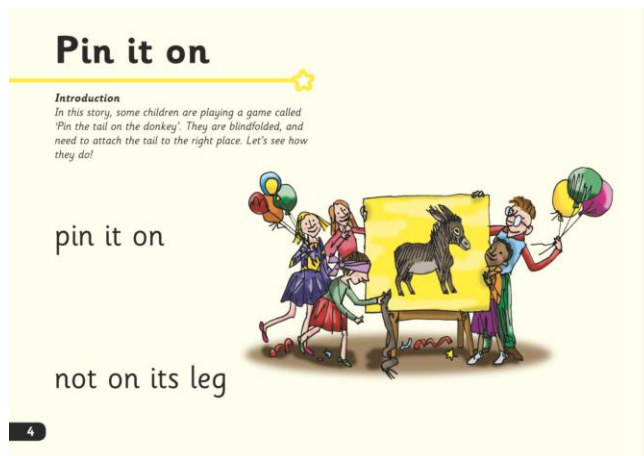 Pin it on
Introduction
In this story, some children are playing a game called
'Pin the tail on the donkey'. They are blindfolded, and
need to attach the tail to the right place. Let's see how
they do!
pin it on
not on its leg
4